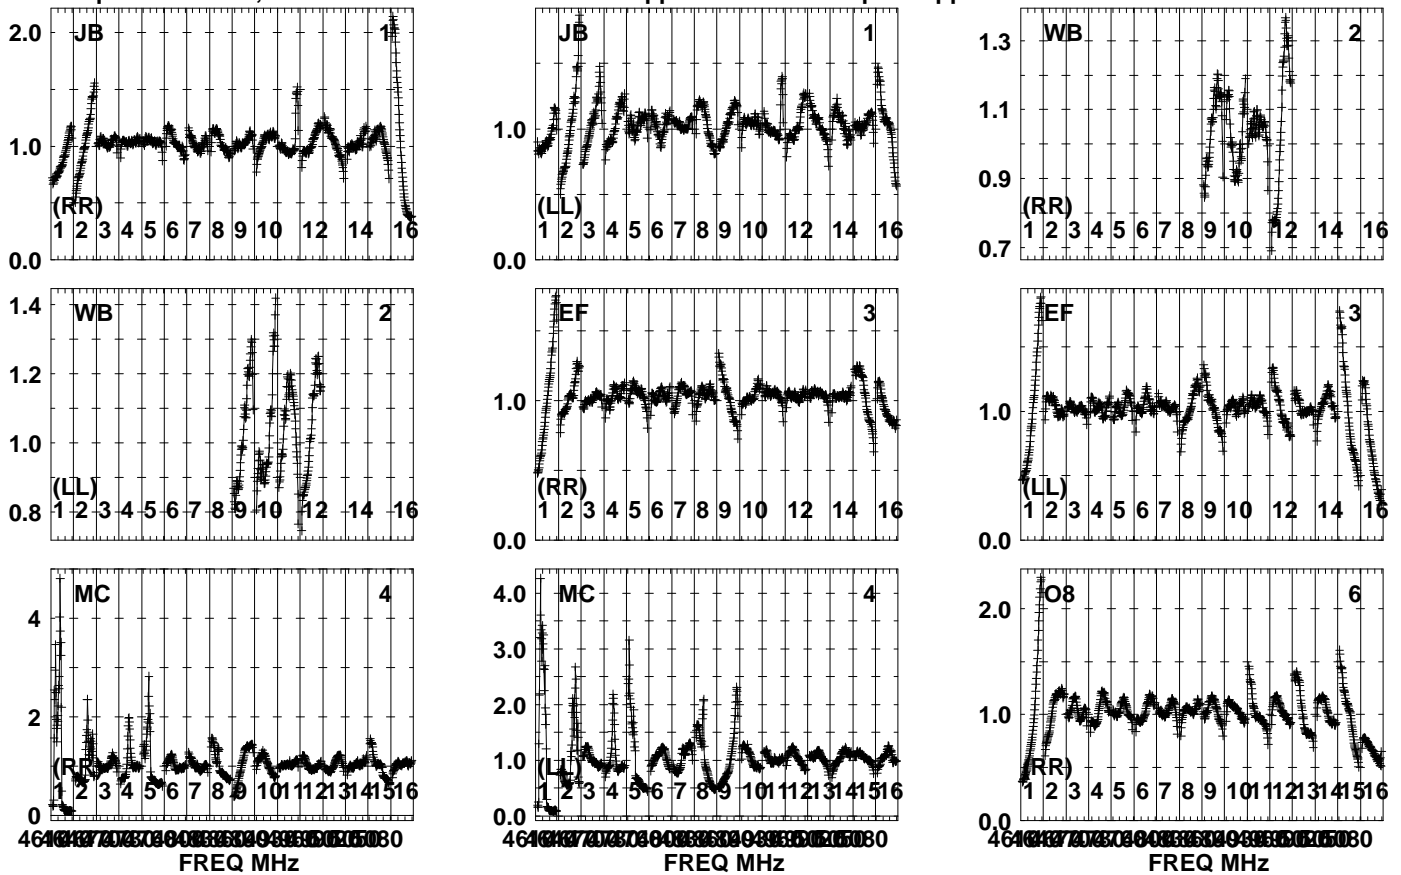 JB 1
2.0
1.0
0.0
(RR)
1 2 3 4 5 6 7 8 9 10 12 14 16
JB 1
1.0
0.0
(LL)
1 2 3 4 5 6 7 8 9 10 12 14 16
WB 2
1.3
1.1
0.9
0.7
(RR)
1 2 3 4 5 6 7 8 9 10 12 14 16
WB 2
1.4
1.2
1.0
0.8
(LL)
1 2 3 4 5 6 7 8 9 10 12 14 16
EF 3
1.0
0.0
(RR)
1 2 3 4 5 6 7 8 9 10 12 14 16
EF 3
1.0
0.0
(LL)
1 2 3 4 5 6 7 8 9 10 12 14 16
MC 4
4
2
0
(RR)
1 2 3 4 5 6 7 8 9 10 11 12 13 14 15 16
FREQ MHz
MC 4
4.0
3.0
2.0
1.0
0.0
(LL)
1 2 3 4 5 6 7 8 9 10 11 12 13 14 15 16
FREQ MHz
O8 6
2.0
1.0
0.0
(RR)
1 2 3 4 5 6 7 8 9 10 11 12 13 14 15 16
FREQ MHz